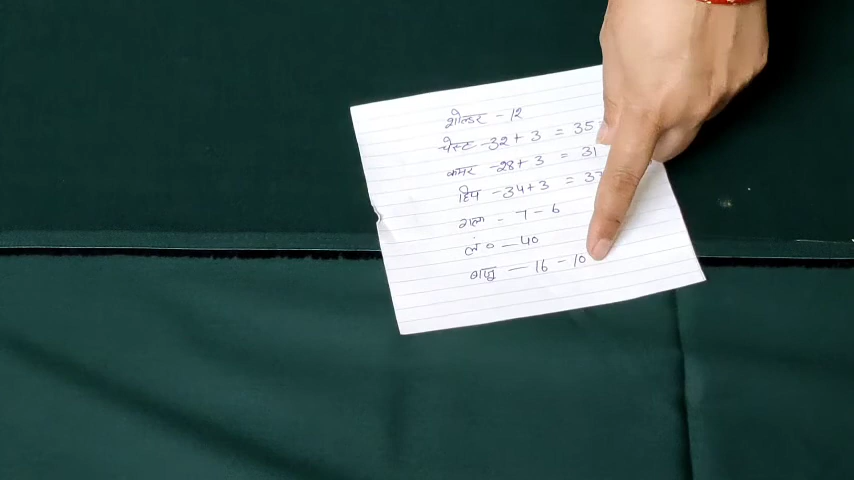 शोल्डर - 12
चेस्ट - 32 + 3 = 35
कमर - 28 + 3 = 31
हिप - 34 + 3 = 37
गला - 7 - 6
लं० - 40
बाजु - 16 - 10